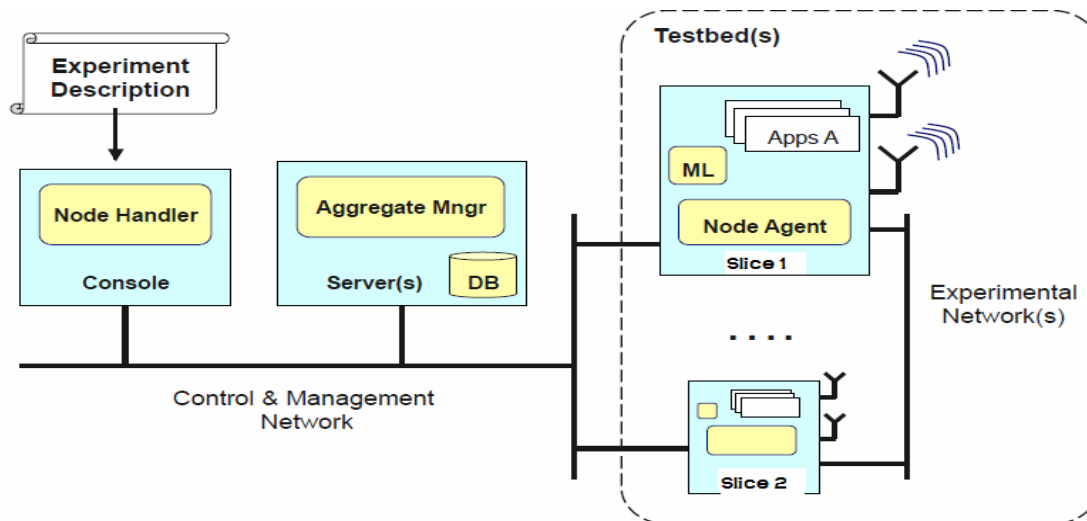 Experiment
Description
Node Handler
Console
Aggregate Mngr
Server(s)
DB
Control & Management
Network
Testbed(s)
Apps A
ML
Node Agent
Slice 1
. . . .
Slice 2
Experimental
Network(s)